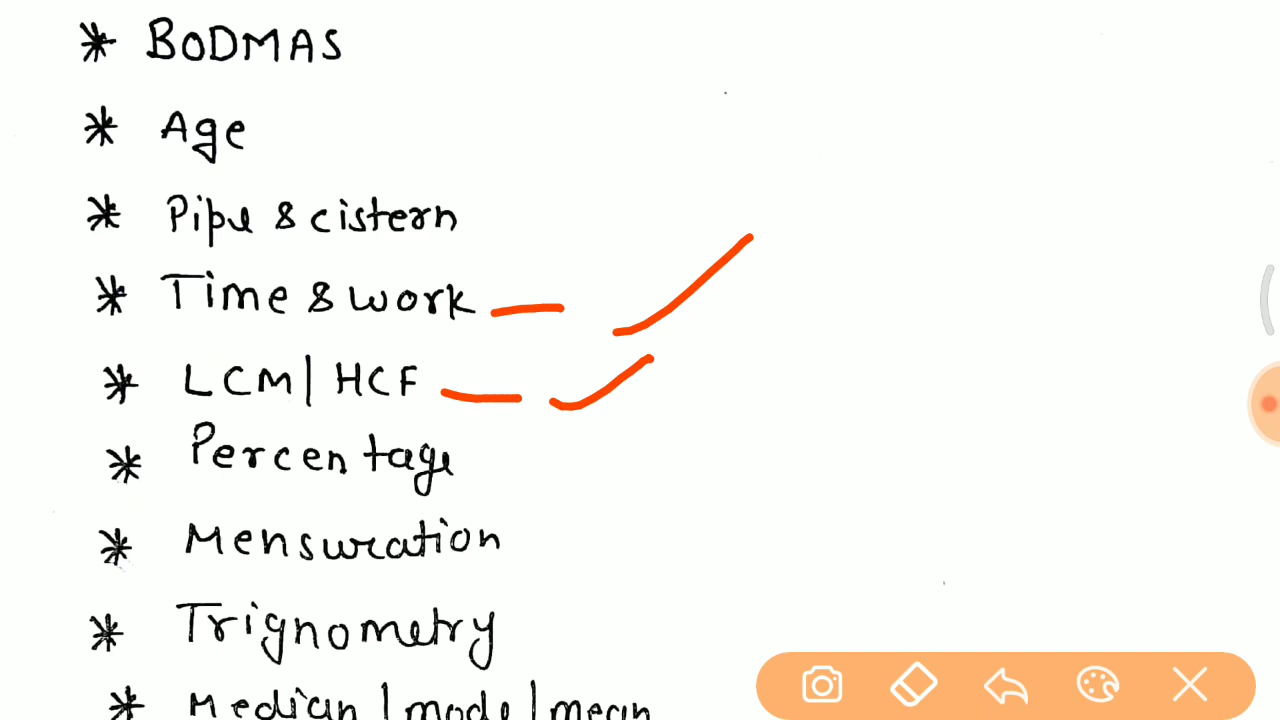 * BODMAS
* Age
* Pipe & cistern
* Time & work
* LCM/HCF
* Percentage
* Mensuration
* Trignometry
* Median/mode/mean